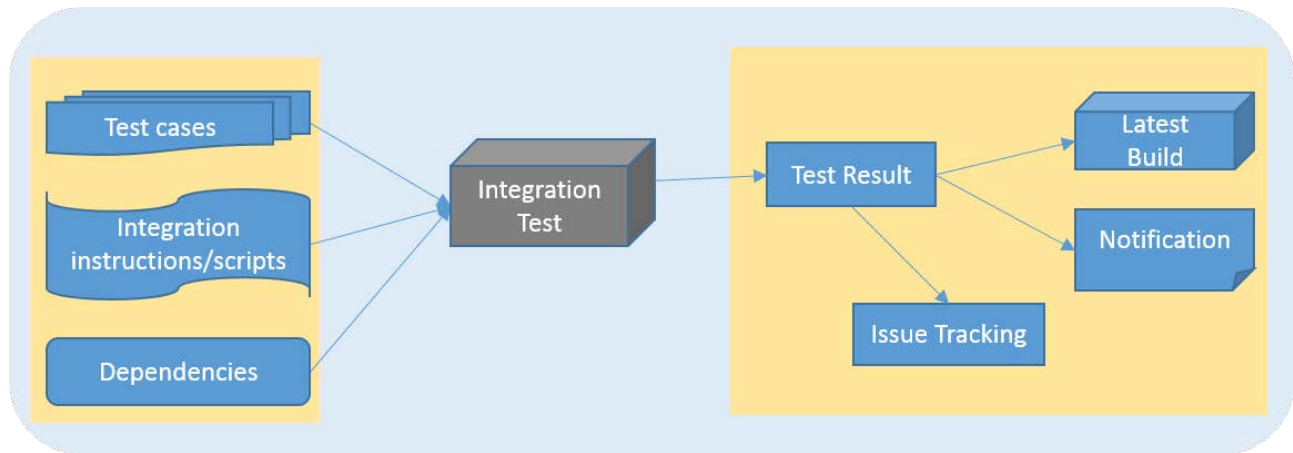 Test cases
Integration
instructions/scripts
Dependencies
Integration
Test
Test Result
Issue Tracking
Latest
Build
Notification